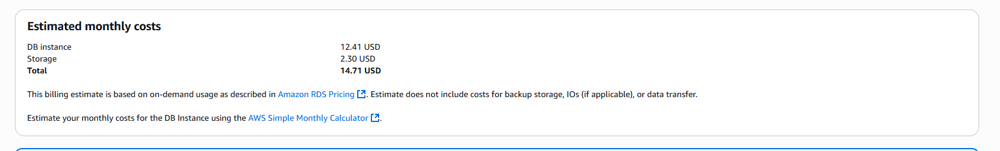 Estimated monthly costs
DB instance 12.41 USD
Storage 2.30 USD
Total 14.71 USD
This billing estimate is based on on-demand usage as described in Amazon RDS Pricing. Estimate does not include costs for backup storage, IOs (if applicable), or data transfer.
Estimate your monthly costs for the DB Instance using the AWS Simple Monthly Calculator.